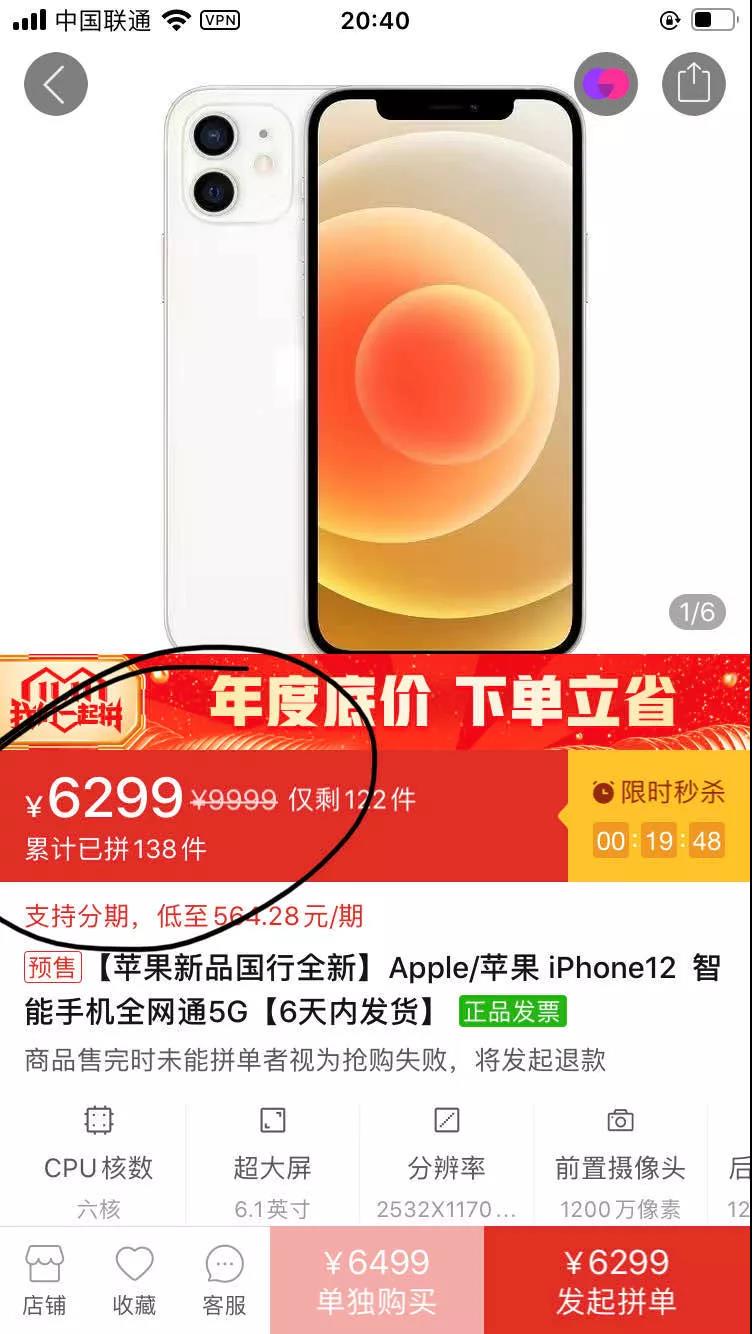 中国联通 VPN 20:40
1/6
年度底价 下单立省
¥6299 ¥9999 仅剩122件
限时秒杀
累计已拼138件
00:19:48
支持分期，低至564.28元/期
预售【苹果新品国行全新】Apple/苹果 iPhone12 智
能手机全网通5G【6天内发货】 正品发票
商品售完时未能拼单者视为抢购失败，将发起退款
CPU核数 超大屏 分辨率 前置摄像头 后
六核 6.1英寸 2532X1170... 1200万像素 12
¥6499 ¥6299
店铺 收藏 客服 单独购买 发起拼单